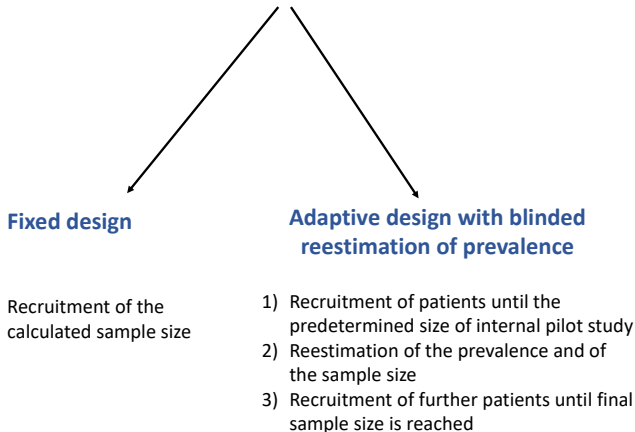 Fixed design
Adaptive design with blinded
reestimation of prevalence
Recruitment of the
calculated sample size
1) Recruitment of patients until the
predetermined size of internal pilot study
2) Reestimation of the prevalence and of
the sample size
3) Recruitment of further patients until final
sample size is reached